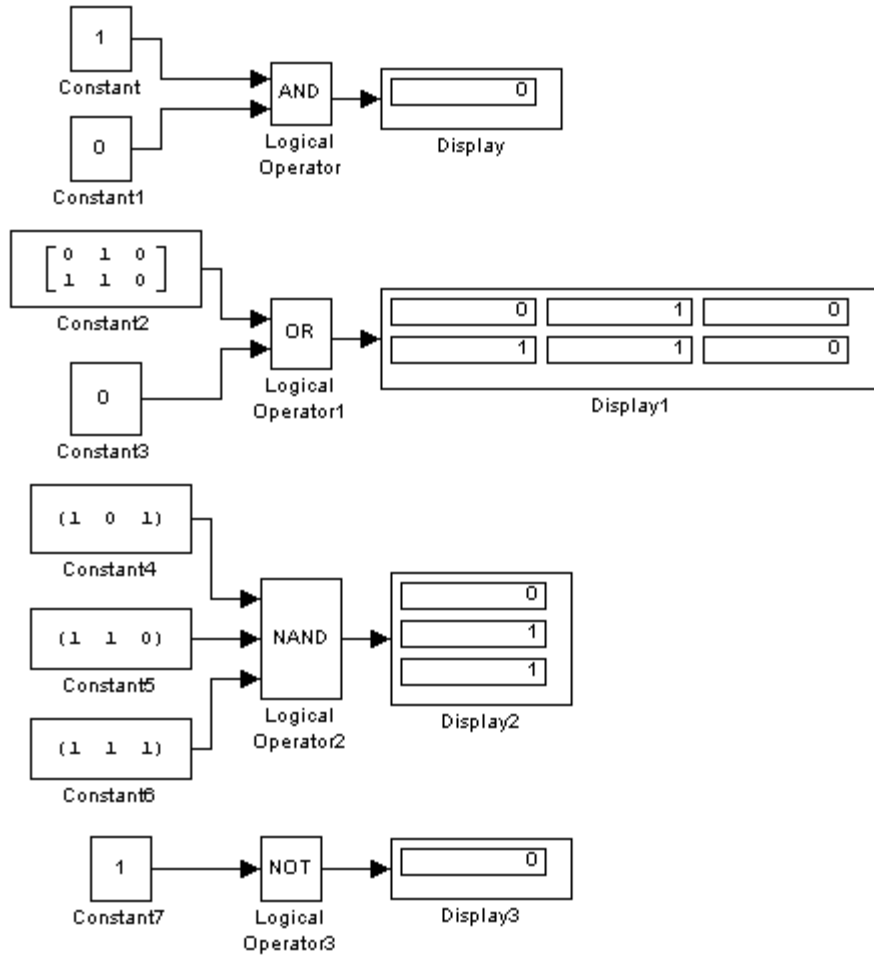 1
Constant
0
Constant1
AND
Logical
Operator
0
Display
0 1 0
1 1 0
Constant2
0
Constant3
OR
Logical
Operator1
0 1 0
1 1 0
Display1
(1 0 1)
Constant4
(1 1 0)
Constant5
(1 1 1)
Constant6
NAND
Logical
Operator2
0
1
1
Display2
1
Constant7
NOT
Logical
Operator3
0
Display3